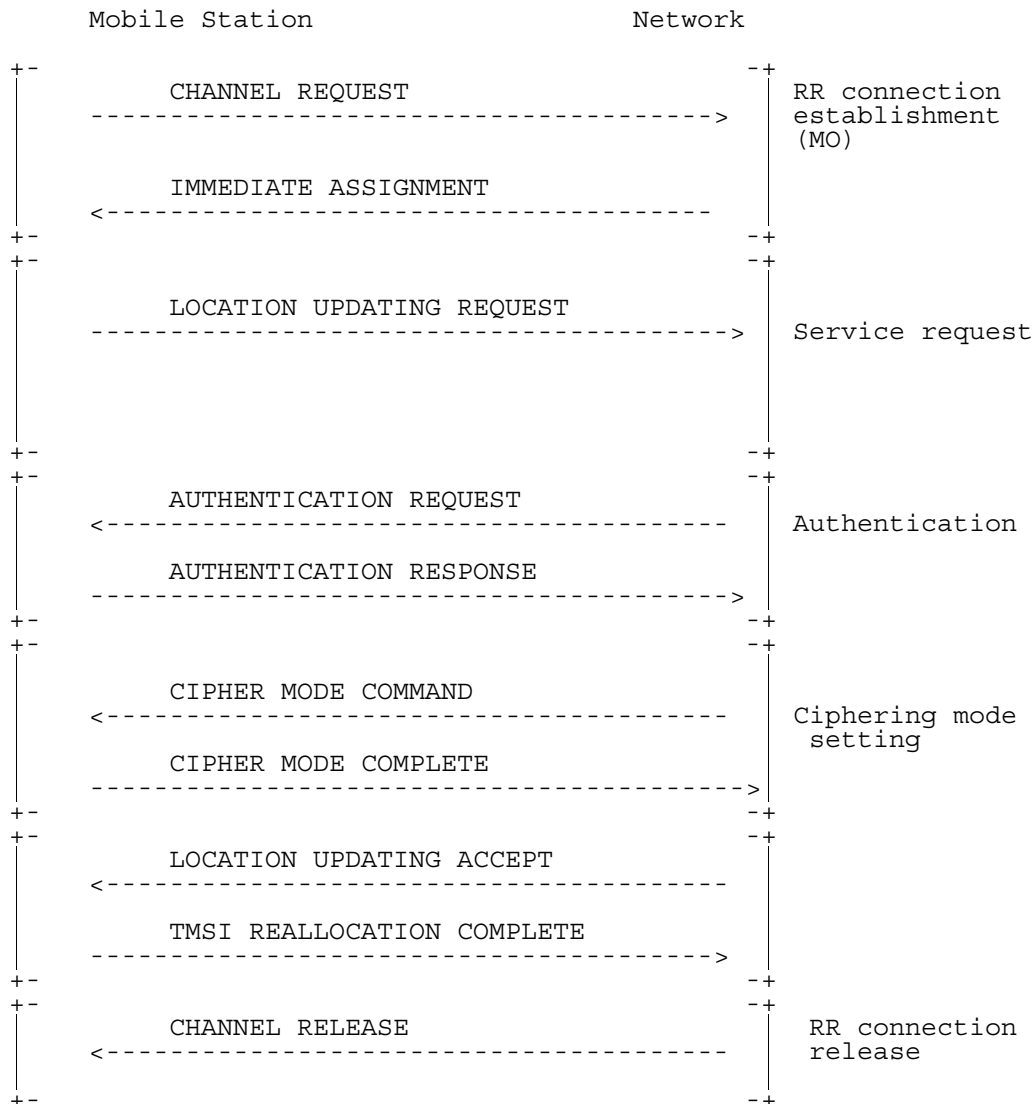 Mobile Station Network
CHANNEL REQUEST
RR connection
establishment
(MO)
IMMEDIATE ASSIGNMENT
LOCATION UPDATING REQUEST
Service request
AUTHENTICATION REQUEST
Authentication
AUTHENTICATION RESPONSE
CIPHER MODE COMMAND
Ciphering mode
setting
CIPHER MODE COMPLETE
LOCATION UPDATING ACCEPT
TMSI REALLOCATION COMPLETE
CHANNEL RELEASE
RR connection
release